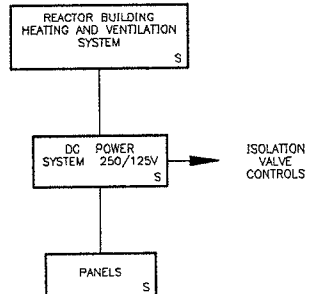 REACTOR BUILDING
HEATING AND VENTILATION
SYSTEM
S
DC POWER
SYSTEM 250/125V
S
ISOLATION
VALVE
CONTROLS
PANELS
S